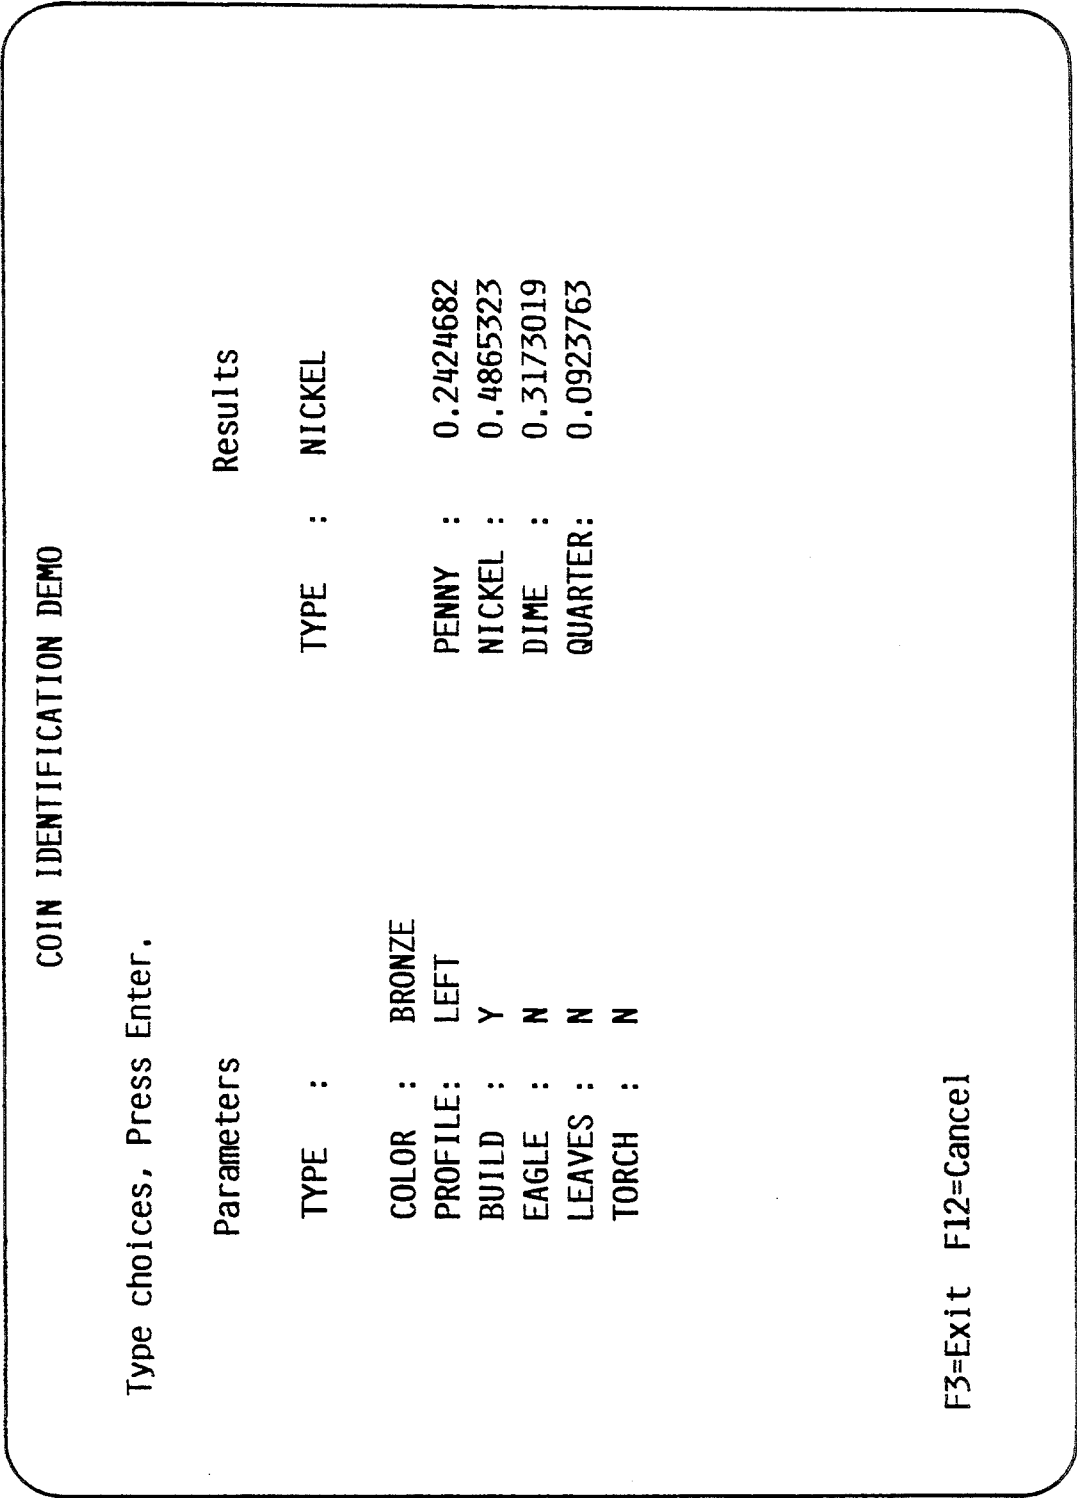 COIN IDENTIFICATION DEMO
Type choices, Press Enter.
Parameters Results
TYPE : TYPE : NICKEL
COLOR : BRONZE
PROFILE: LEFT PENNY : 0.2424682
BUILD : Y NICKEL : 0.4865323
EAGLE : N DIME : 0.3173019
LEAVES : N QUARTER: 0.0923763
TORCH : N
F3=Exit F12=Cancel